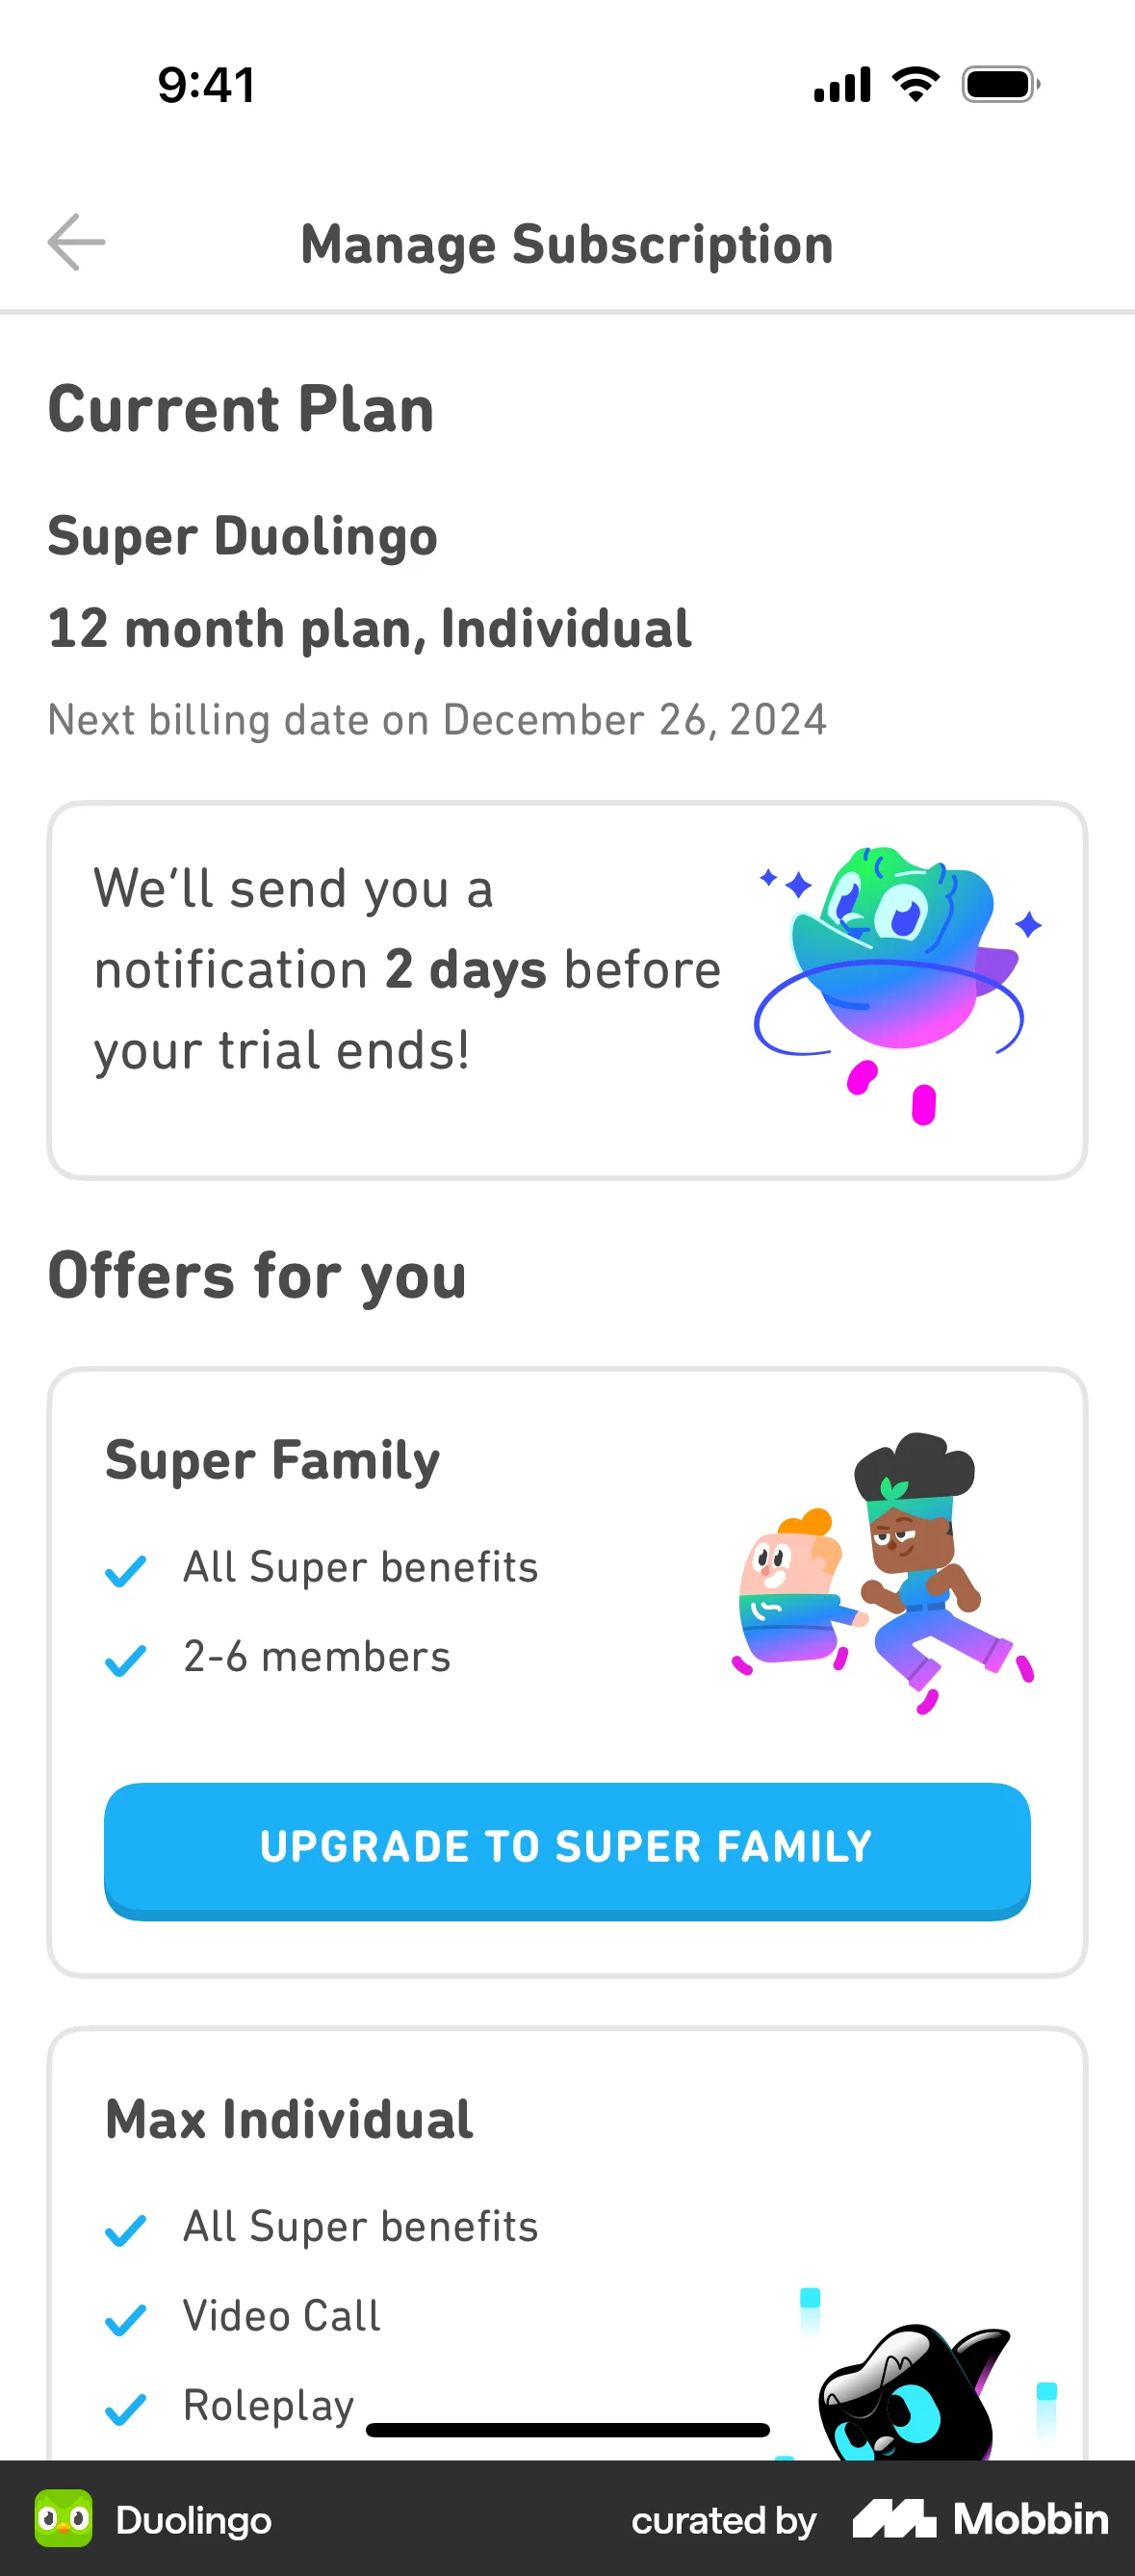 9:41
Manage Subscription
Current Plan
Super Duolingo
12 month plan, Individual
Next billing date on December 26, 2024
We’ll send you a
notification 2 days before
your trial ends!
Offers for you
Super Family
All Super benefits
2-6 members
UPGRADE TO SUPER FAMILY
Max Individual
All Super benefits
Video Call
Roleplay
Duolingo
curated by Mobbin